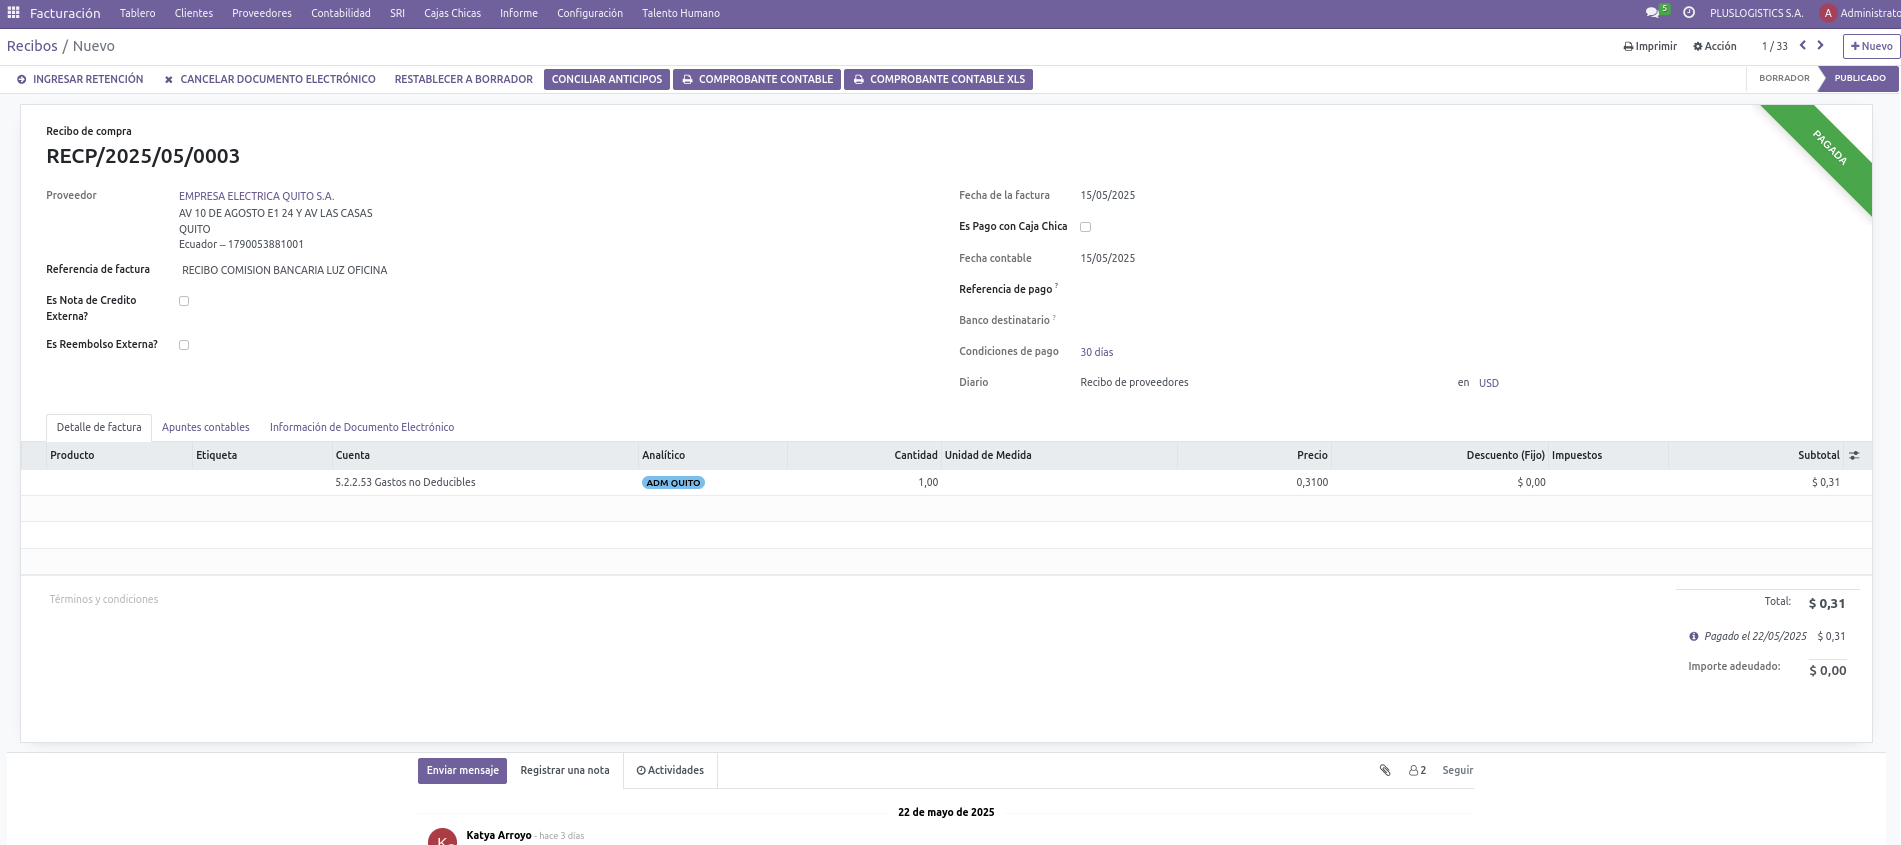 Facturación Tablero Clientes Proveedores Contabilidad SRI Cajas Chicas Informe Configuración Talento Humano 5 PLUSLOGISTICS S.A. A Administrato
Recibos / Nuevo Imprimir Acción 1 / 33 Nuevo
INGRESAR RETENCIÓN CANCELAR DOCUMENTO ELECTRÓNICO RESTABLECER A BORRADOR CONCILIAR ANTICIPOS COMPROBANTE CONTABLE COMPROBANTE CONTABLE XLS BORRADOR PUBLICADO
PAGADA
Recibo de compra
RECP/2025/05/0003
Proveedor EMPRESA ELECTRICA QUITO S.A.
AV 10 DE AGOSTO E1 24 Y AV LAS CASAS
QUITO
Ecuador – 1790053881001
Referencia de factura RECIBO COMISION BANCARIA LUZ OFICINA
Es Nota de Credito
Externa?
Es Reembolso Externa?
Fecha de la factura 15/05/2025
Es Pago con Caja Chica
Fecha contable 15/05/2025
Referencia de pago ?
Banco destinatario ?
Condiciones de pago 30 días
Diario Recibo de proveedores en USD
Detalle de factura Apuntes contables Información de Documento Electrónico
Producto Etiqueta Cuenta Analítico Cantidad Unidad de Medida Precio Descuento (Fijo) Impuestos Subtotal
5.2.2.53 Gastos no Deducibles ADM QUITO 1,00 0,3100 $ 0,00 $ 0,31
Términos y condiciones
Total: $ 0,31
Pagado el 22/05/2025 $ 0,31
Importe adeudado: $ 0,00
Enviar mensaje Registrar una nota Actividades 2 Seguir
22 de mayo de 2025
K Katya Arroyo - hace 3 días